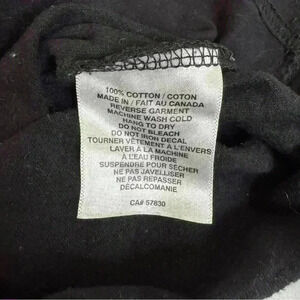 100% COTTON / COTON
MADE IN / FAIT AU CANADA
REVERSE GARMENT
MACHINE WASH COLD
HANG TO DRY
DO NOT BLEACH
DO NOT IRON DECAL
TOURNER VÊTEMENT À L'ENVERS
LAVER À LA MACHINE
À L'EAU FROIDE
SUSPENDRE POUR SÉCHER
NE PAS JAVELLISER
NE PAS REPASSER
DÉCALCOMANIE
CA# 57830